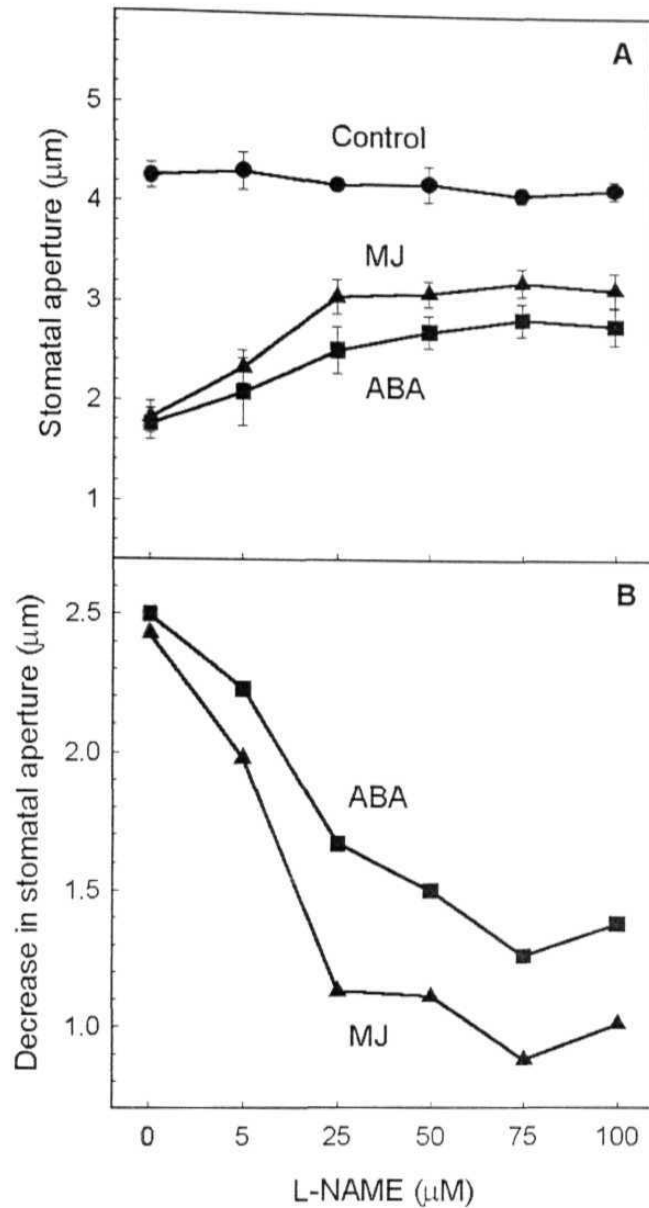 A
Stomatal aperture (μm)
5
4
3
2
1
Control
MJ
ABA
B
Decrease in stomatal aperture (μm)
2.5
2.0
1.5
1.0
ABA
MJ
0 5 25 50 75 100
L-NAME (μM)